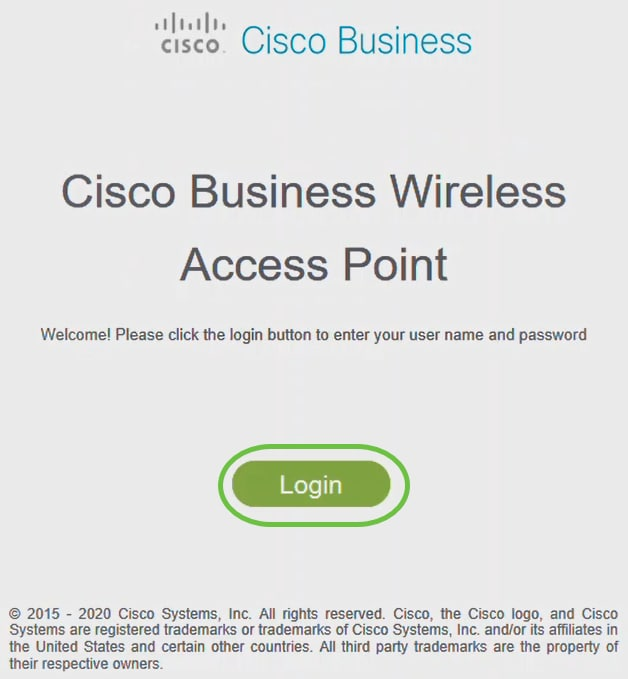 CISCO. Cisco Business
Cisco Business Wireless
Access Point
Welcome! Please click the login button to enter your user name and password
Login
© 2015 - 2020 Cisco Systems, Inc. All rights reserved. Cisco, the Cisco logo, and Cisco
Systems are registered trademarks or trademarks of Cisco Systems, Inc. and/or its affiliates in
the United States and certain other countries. All third party trademarks are the property of
their respective owners.